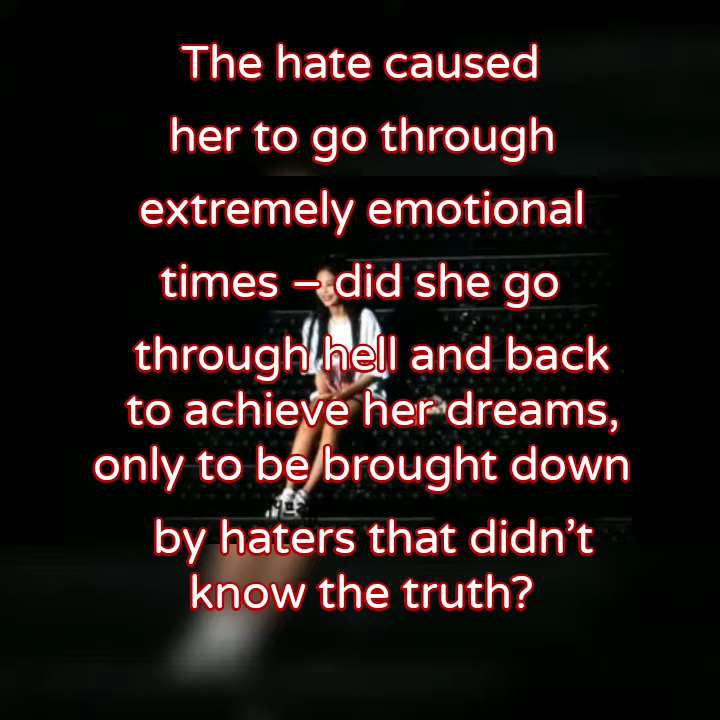 The hate caused
her to go through
extremely emotional
times – did she go
through hell and back
to achieve her dreams,
only to be brought down
by haters that didn’t
know the truth?